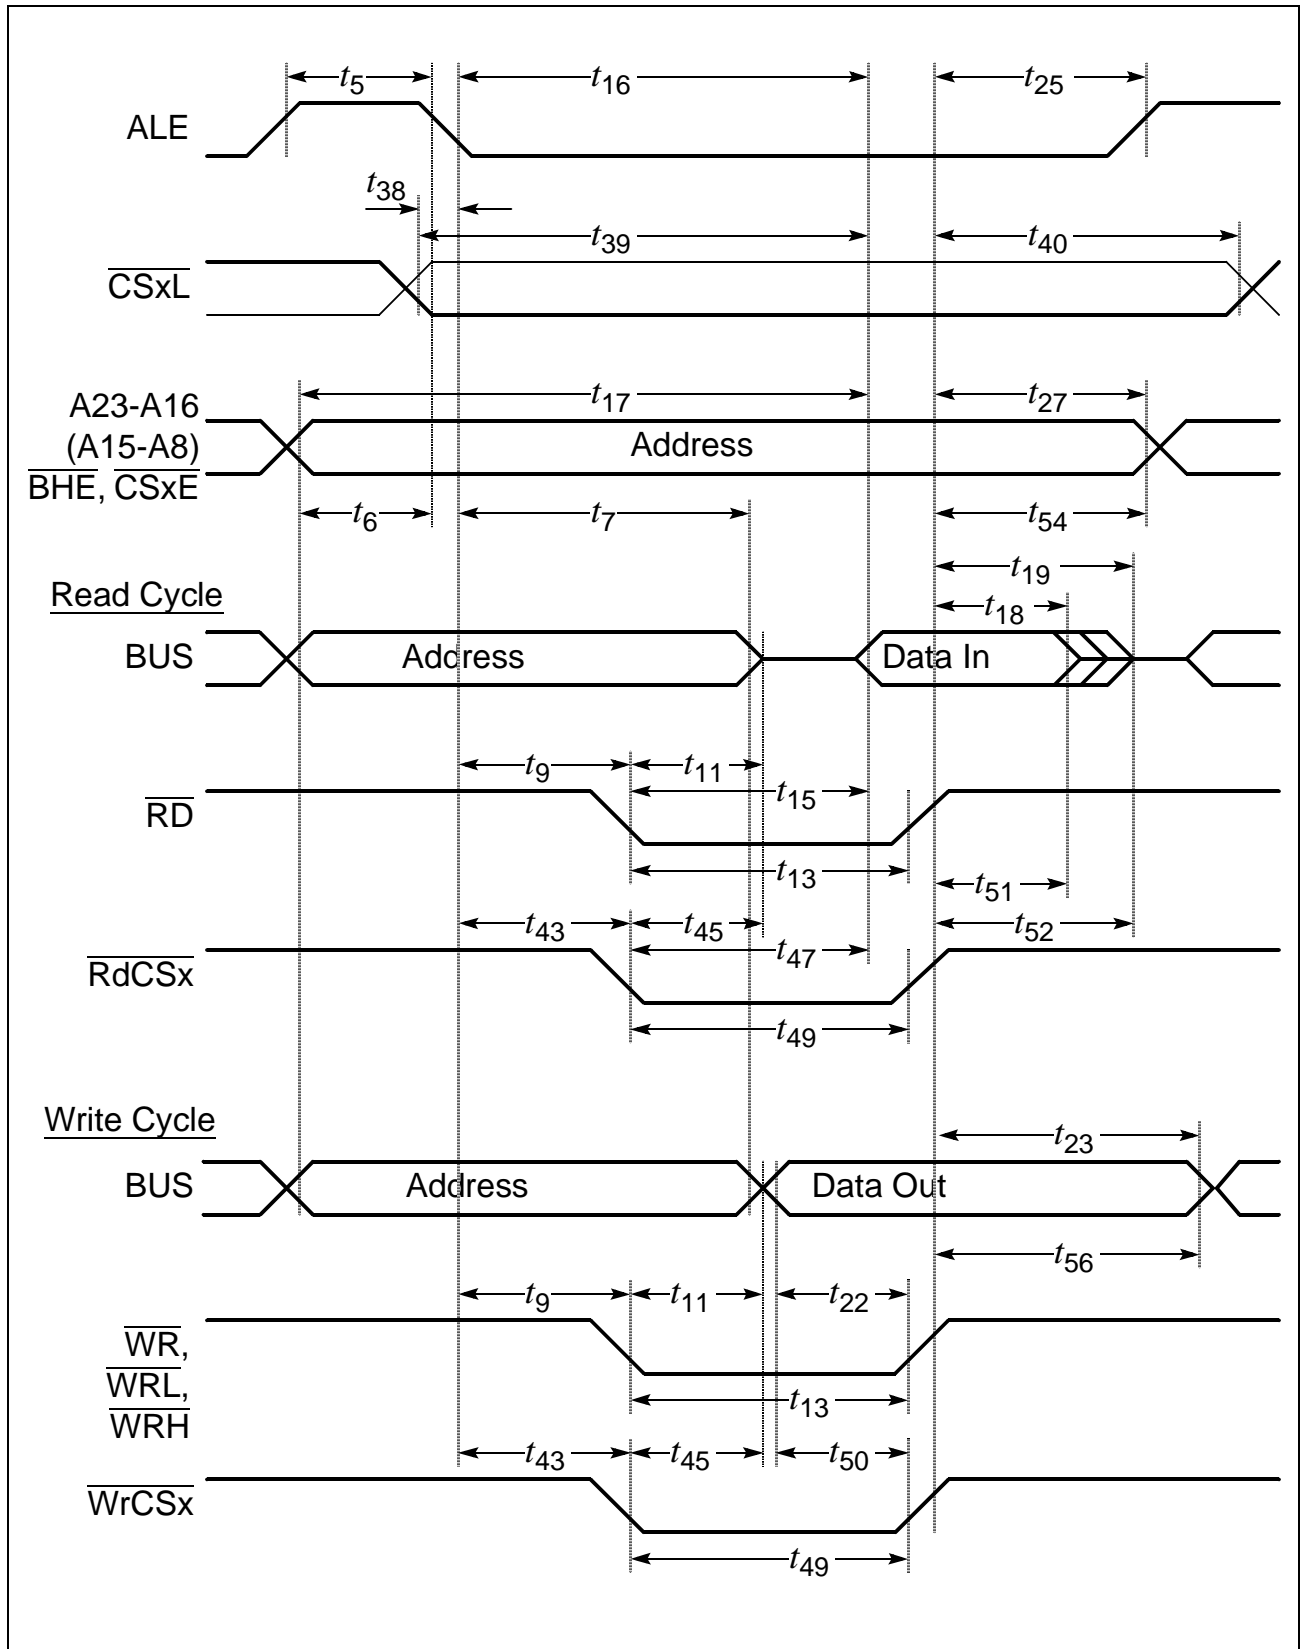 t5 t16 t25
ALE
t38
t39 t40
CSxL
t17 t27
A23-A16
(A15-A8)
BHE, CSxE
Address
t6 t7 t54
t19
Read Cycle
t18
BUS Address Data In
t9 t11
t15
RD
t13
t51
t43 t45 t52
t47
RdCSx
t49
Write Cycle
t23
BUS Address Data Out
t56
t9 t11 t22
WR,
WRL,
t13
WRH
t43 t45 t50
WrCSx
t49